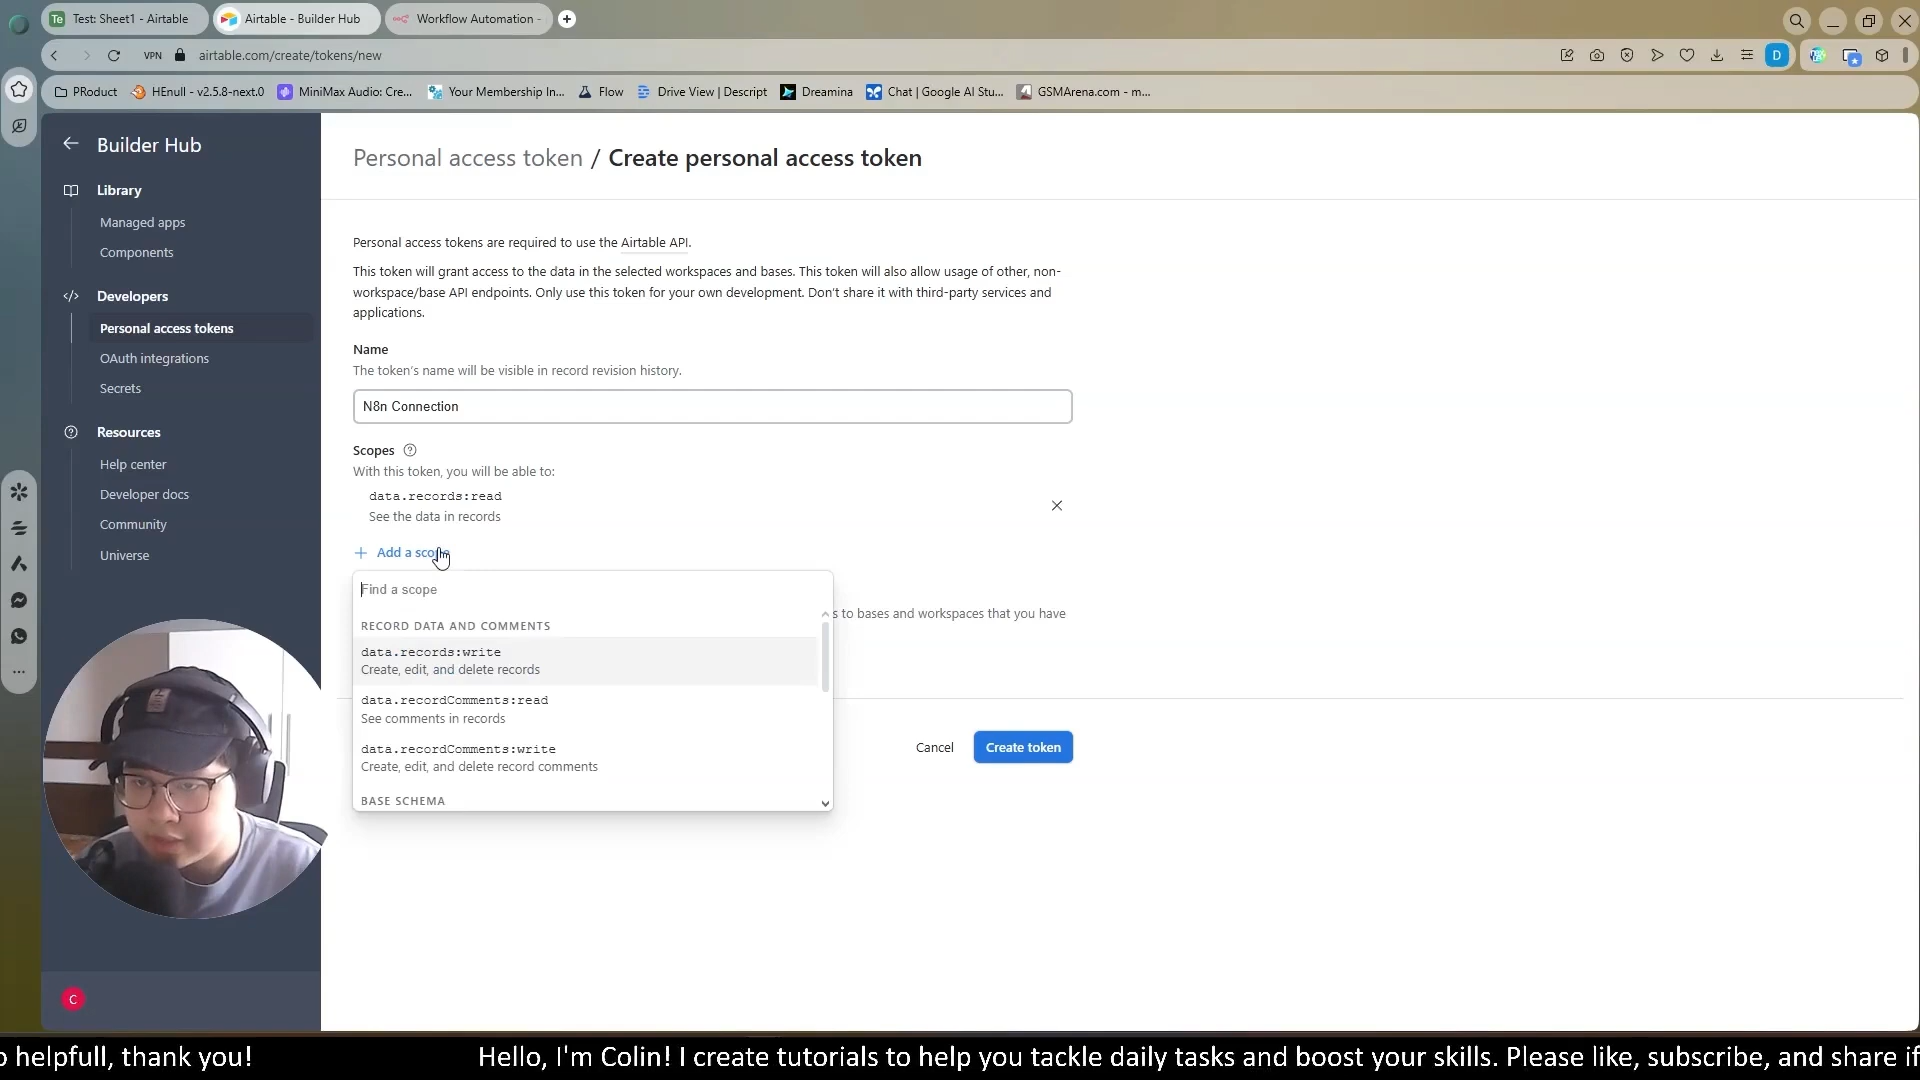 Test: Sheet1 - Airtable
Airtable - Builder Hub
Workflow Automation -
VPN
airtable.com/create/tokens/new
D
PRoduct
HEnull - v2.5.8-next.0
MiniMax Audio: Cre...
Your Membership In...
Flow
Drive View | Descript
Dreamina
Chat | Google AI Stu...
GSMArena.com - m...
Builder Hub
Library
Managed apps
Components
Developers
Personal access tokens
OAuth integrations
Secrets
Resources
Help center
Developer docs
Community
Universe
C
Personal access token / Create personal access token
Personal access tokens are required to use the Airtable API.
This token will grant access to the data in the selected workspaces and bases. This token will also allow usage of other, non-
workspace/base API endpoints. Only use this token for your own development. Don't share it with third-party services and
applications.
Name
The token's name will be visible in record revision history.
N8n Connection
Scopes
With this token, you will be able to:
data.records:read
See the data in records
Add a scope
Find a scope
s to bases and workspaces that you have
RECORD DATA AND COMMENTS
data.records:write
Create, edit, and delete records
data.recordComments:read
See comments in records
data.recordComments:write
Create, edit, and delete record comments
BASE SCHEMA
Cancel
Create token
o helpfull, thank you!
Hello, I'm Colin! I create tutorials to help you tackle daily tasks and boost your skills. Please like, subscribe, and share if